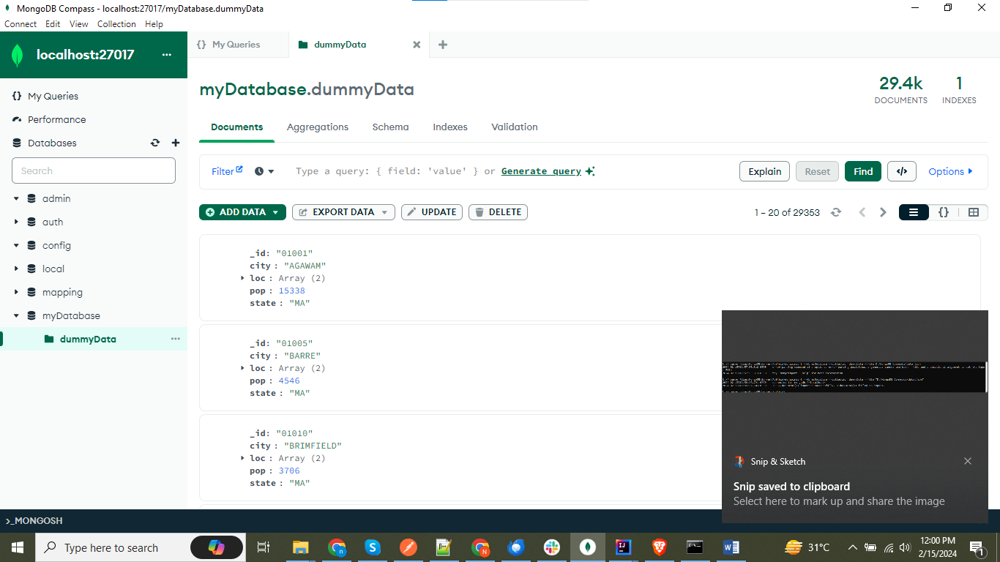 MongoDB Compass - localhost:27017/myDatabase.dummyData
Connect Edit View Collection Help
localhost:27017 ...
{} My Queries
dummyData
{} My Queries
Performance
Databases
Search
admin
auth
config
local
mapping
myDatabase
dummyData
myDatabase.dummyData
29.4k
DOCUMENTS
1
INDEXES
Documents Aggregations Schema Indexes Validation
Filter Type a query: { field: 'value' } or Generate query Explain Reset Find </> Options
ADD DATA EXPORT DATA UPDATE DELETE 1 – 20 of 29353 {}
_id: "01001"
city : "AGAWAM"
loc : Array (2)
pop : 15338
state : "MA"
_id: "01005"
city : "BARRE"
loc : Array (2)
pop : 4546
state : "MA"
_id: "01010"
city : "BRIMFIELD"
loc : Array (2)
pop : 3706
state : "MA"
Snip & Sketch
Snip saved to clipboard
Select here to mark up and share the image
>_MONGOSH
Type here to search
31°C
12:00 PM
2/15/2024
1